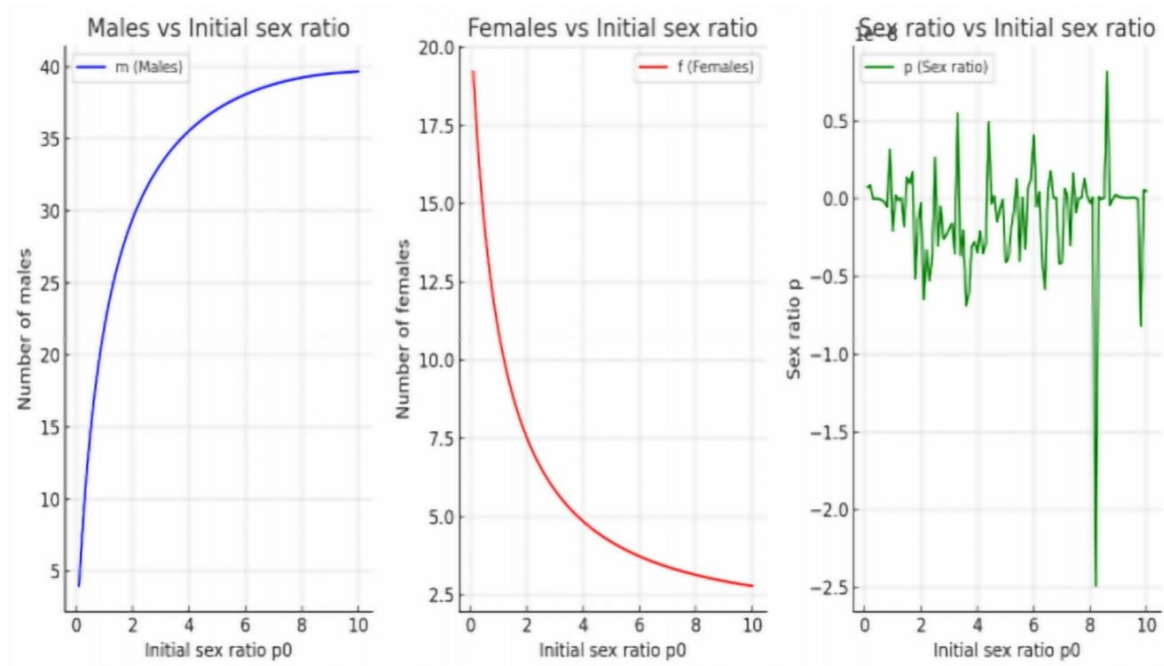 Males vs Initial sex ratio
m (Males)
40
35
30
25
20
15
10
5
Number of males
0 2 4 6 8 10
Initial sex ratio p0
Females vs Initial sex ratio
f (Females)
20.0
17.5
15.0
12.5
10.0
7.5
5.0
2.5
Number of females
0 2 4 6 8 10
Initial sex ratio p0
Sex ratio vs Initial sex ratio
p (Sex ratio)
0.5
0.0
−0.5
−1.0
−1.5
−2.0
−2.5
Sex ratio p
0 2 4 6 8 10
Initial sex ratio p0